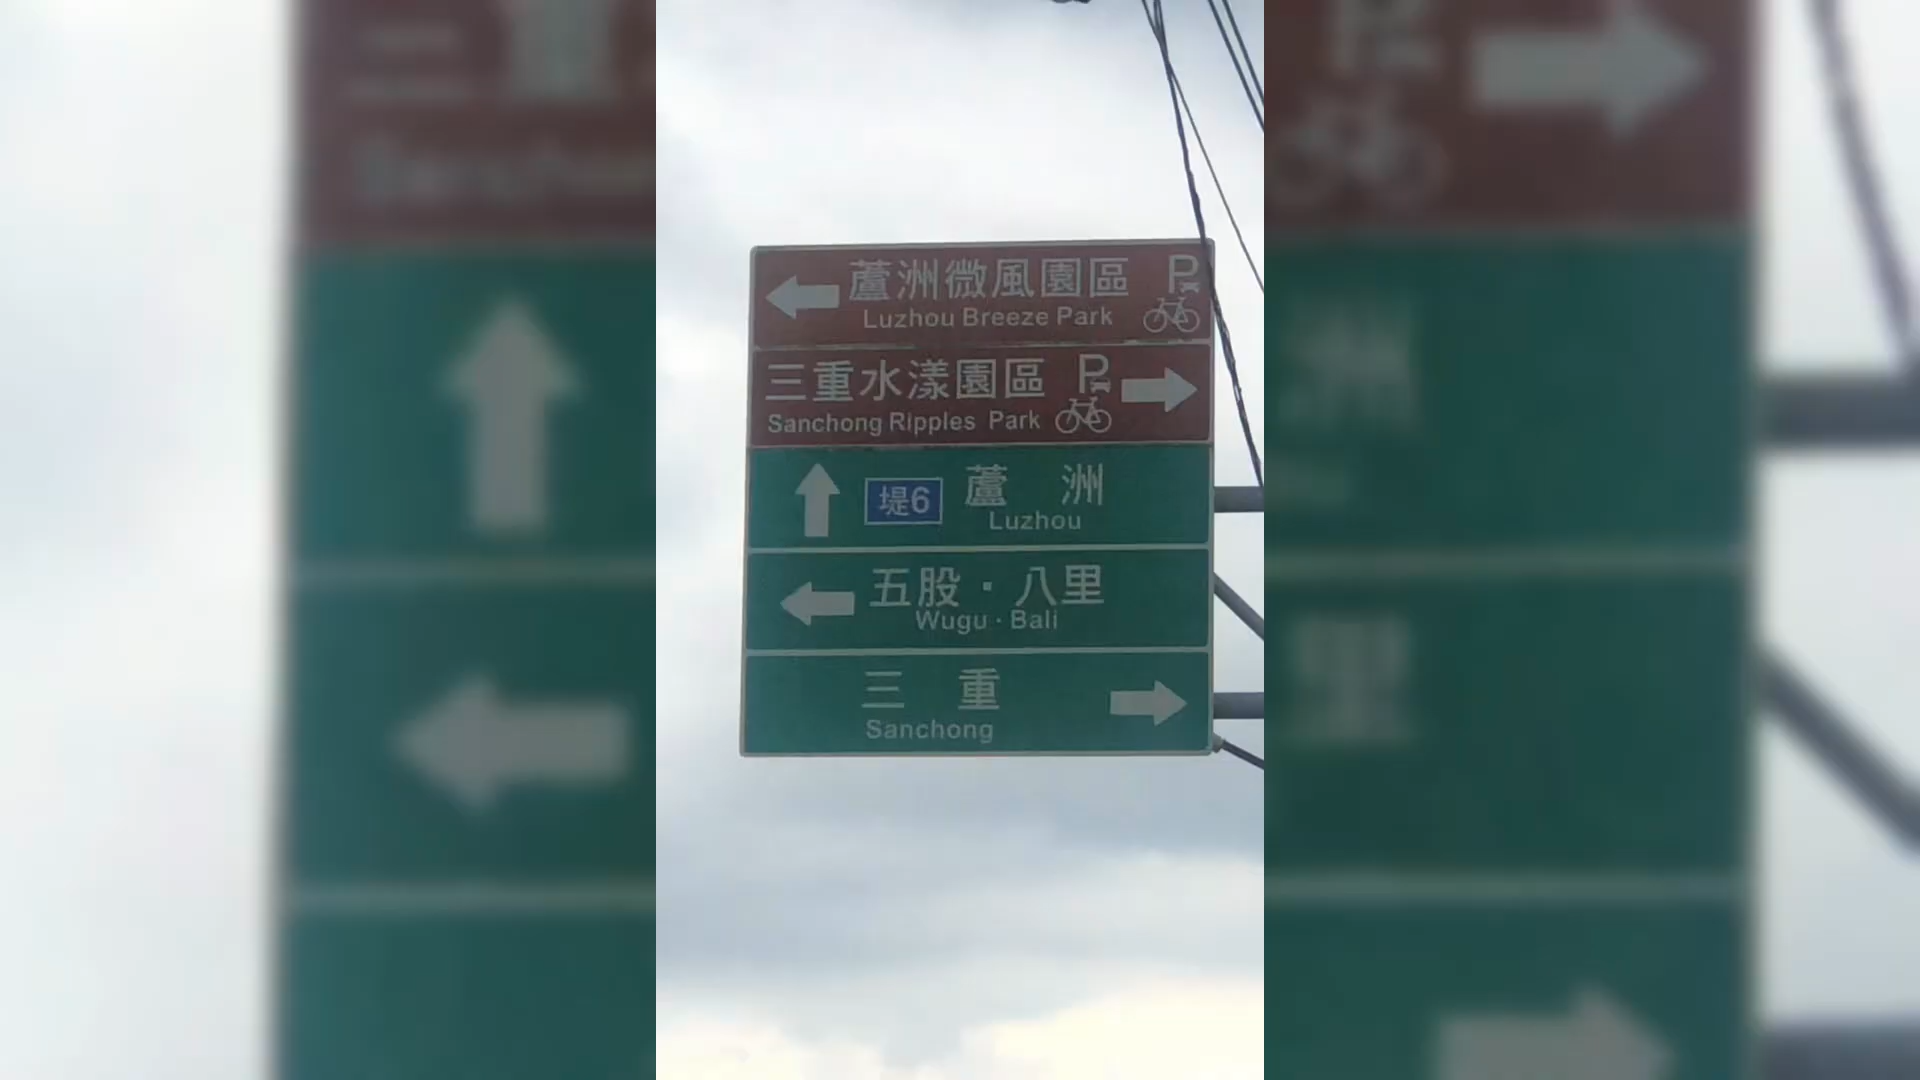 蘆洲微風園區 P
Luzhou Breeze Park
三重水漾園區 P
Sanchong Ripples Park
堤6 蘆洲
Luzhou
五股・八里
Wugu・Bali
三重
Sanchong